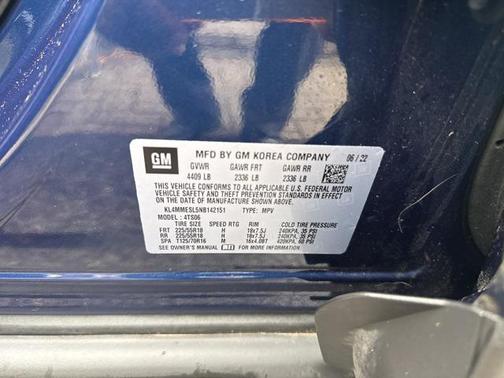 GM MFD BY GM KOREA COMPANY 06/22
GVWR GAWR FRT GAWR RR
4409 LB 2336 LB 2336 LB
THIS VEHICLE CONFORMS TO ALL APPLICABLE U.S. FEDERAL MOTOR
VEHICLE SAFETY AND THEFT PREVENTION STANDARDS IN EFFECT
ON THE DATE OF MANUFACTURE SHOWN ABOVE.
KL4MMESL5NB142151 TYPE: MPV
MODEL: 4TS06
TIRE SIZE SPEED RTG RIM COLD TIRE PRESSURE
FRT 225/55R18 H 18x7.5J 240KPA, 35 PSI
RR 225/55R18 H 18x7.5J 240KPA, 35 PSI
SPA T125/70R16 M 16x4.0BT 420KPA, 60 PSI
SEE OWNER'S MANUAL FOR MORE INFORMATION